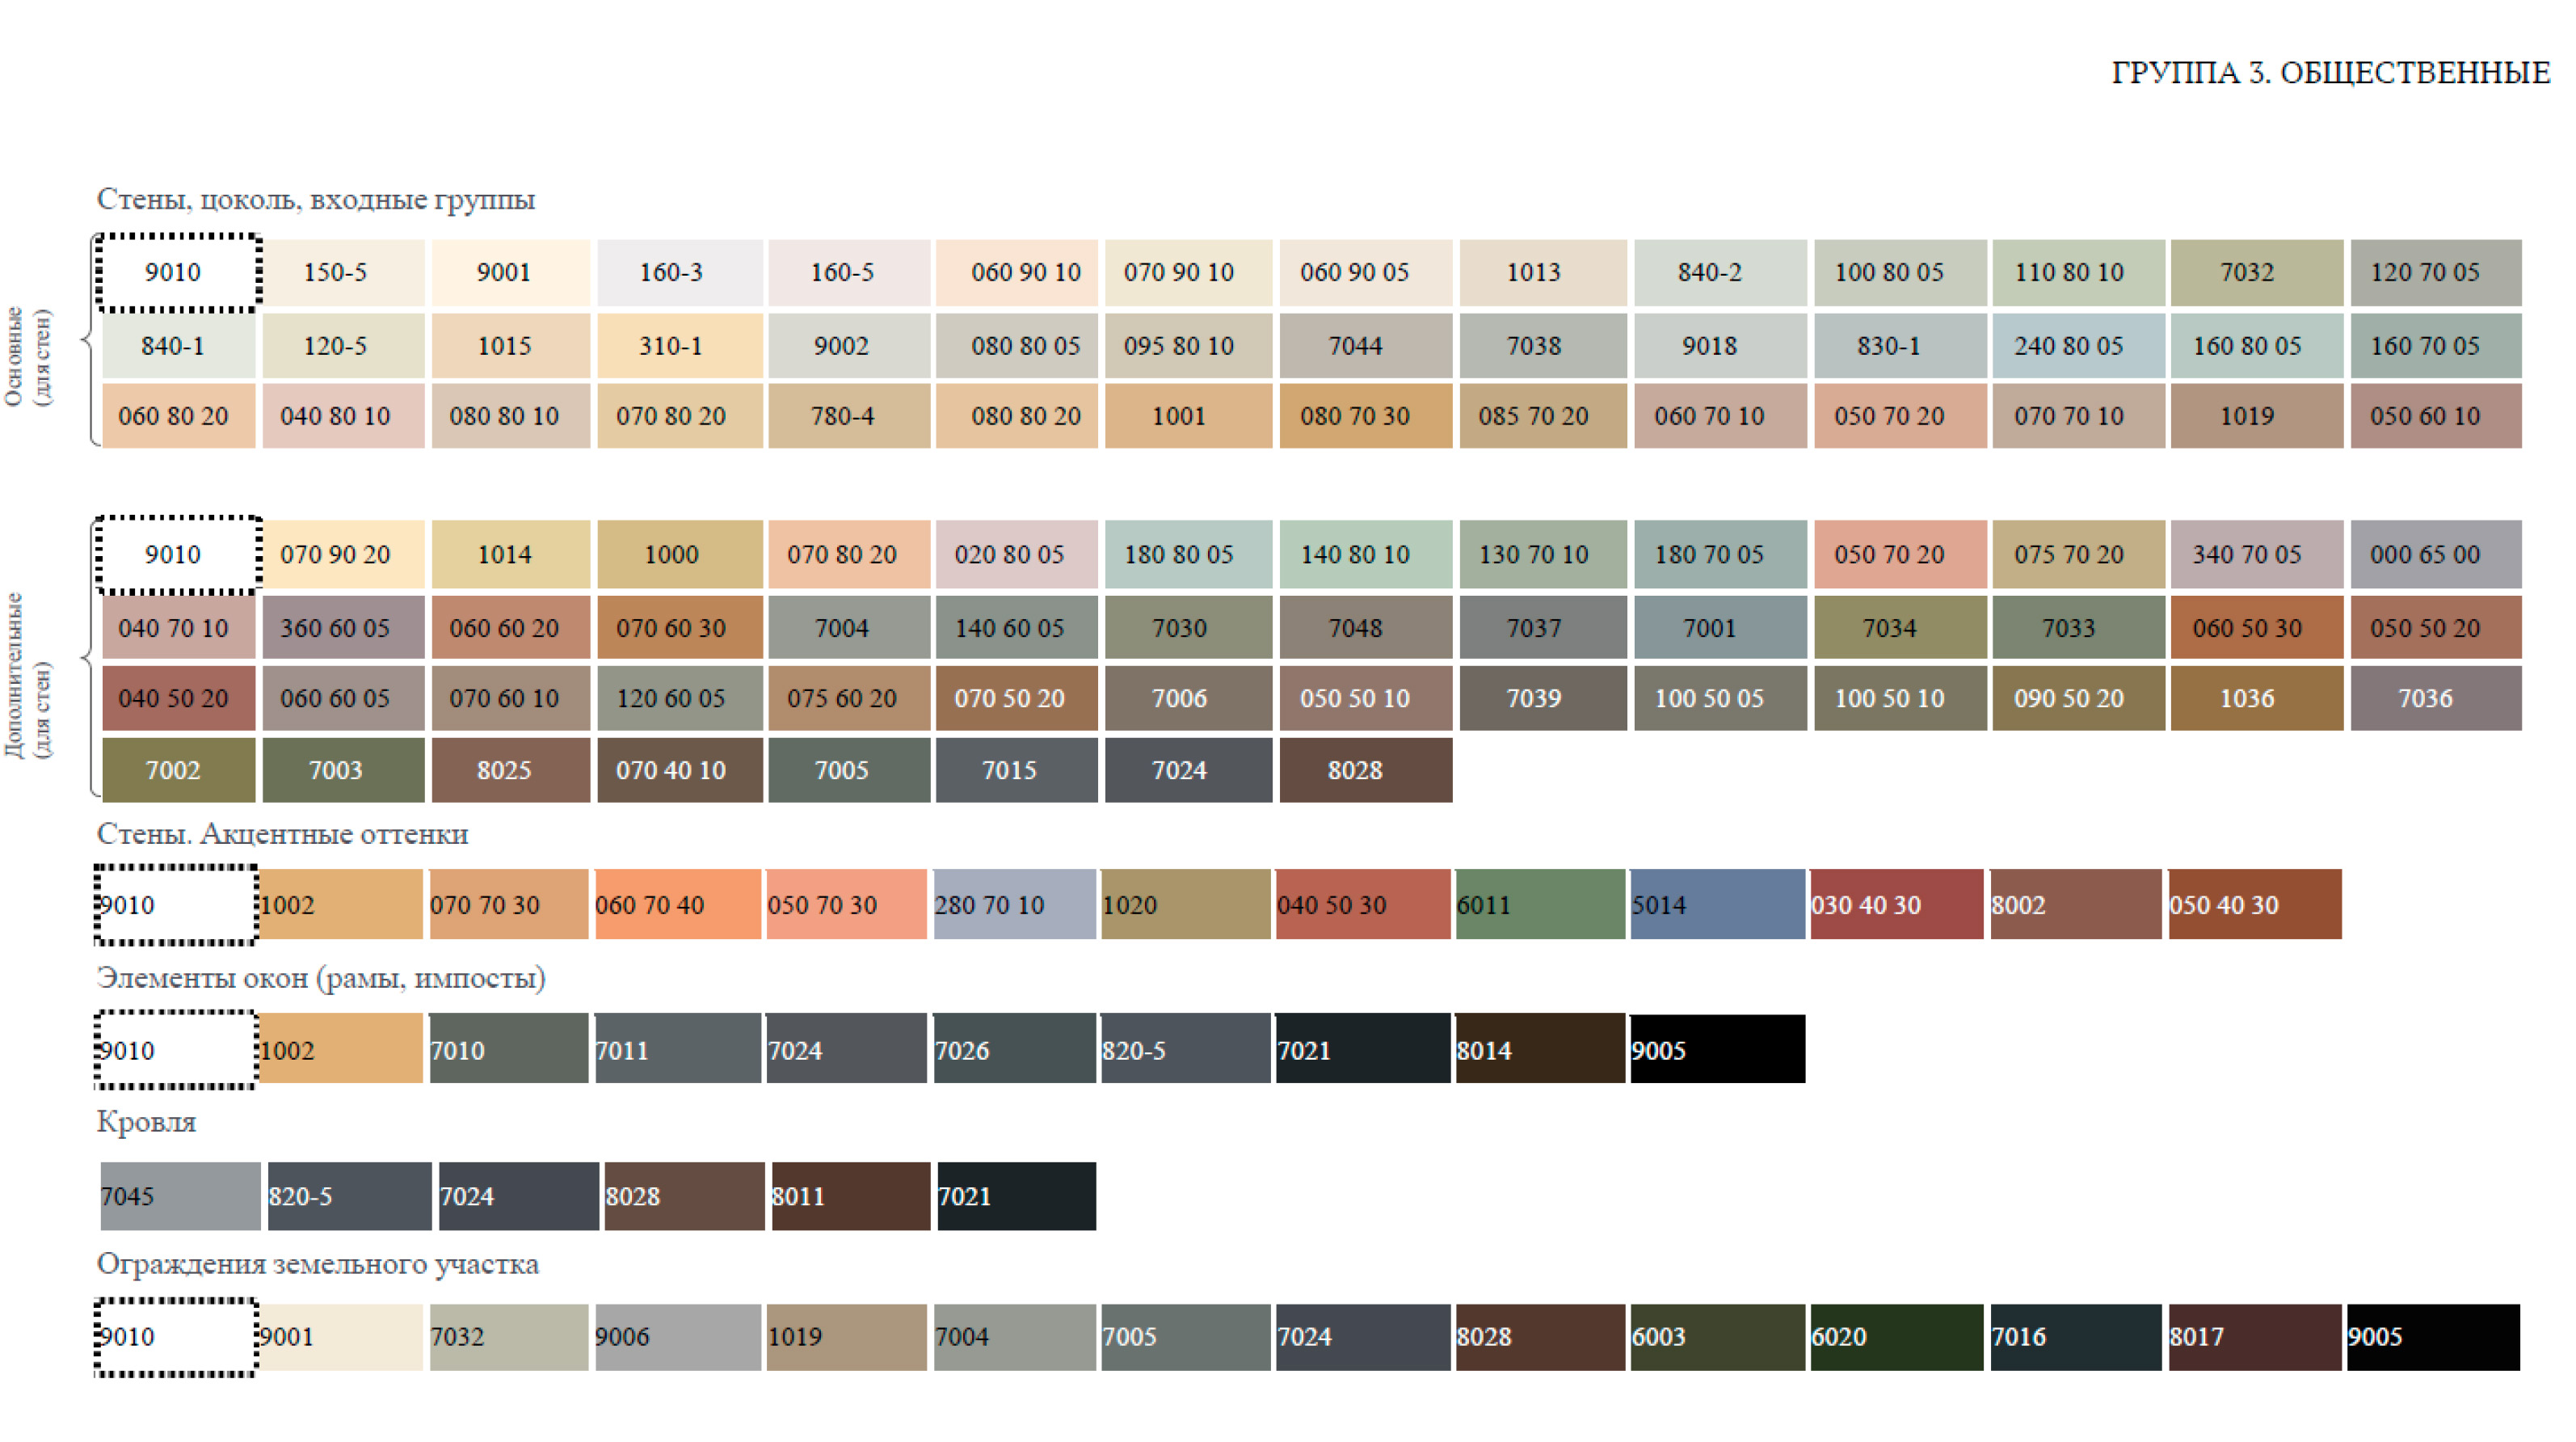 ГРУППА 3. ОБЩЕСТВЕННЫЕ
Стены, цоколь, входные группы
Основные
(для стен)
9010 150-5 9001 160-3 160-5 060 90 10 070 90 10 060 90 05 1013 840-2 100 80 05 110 80 10 7032 120 70 05
840-1 120-5 1015 310-1 9002 080 80 05 095 80 10 7044 7038 9018 830-1 240 80 05 160 80 05 160 70 05
060 80 20 040 80 10 080 80 10 070 80 20 780-4 080 80 20 1001 080 70 30 085 70 20 060 70 10 050 70 20 070 70 10 1019 050 60 10
Дополнительные
(для стен)
9010 070 90 20 1014 1000 070 80 20 020 80 05 180 80 05 140 80 10 130 70 10 180 70 05 050 70 20 075 70 20 340 70 05 000 65 00
040 70 10 360 60 05 060 60 20 070 60 30 7004 140 60 05 7030 7048 7037 7001 7034 7033 060 50 30 050 50 20
040 50 20 060 60 05 070 60 10 120 60 05 075 60 20 070 50 20 7006 050 50 10 7039 100 50 05 100 50 10 090 50 20 1036 7036
7002 7003 8025 070 40 10 7005 7015 7024 8028
Стены. Акцентные оттенки
9010 1002 070 70 30 060 70 40 050 70 30 280 70 10 1020 040 50 30 6011 5014 030 40 30 8002 050 40 30
Элементы окон (рамы, импосты)
9010 1002 7010 7011 7024 7026 820-5 7021 8014 9005
Кровля
7045 820-5 7024 8028 8011 7021
Ограждения земельного участка
9010 9001 7032 9006 1019 7004 7005 7024 8028 6003 6020 7016 8017 9005